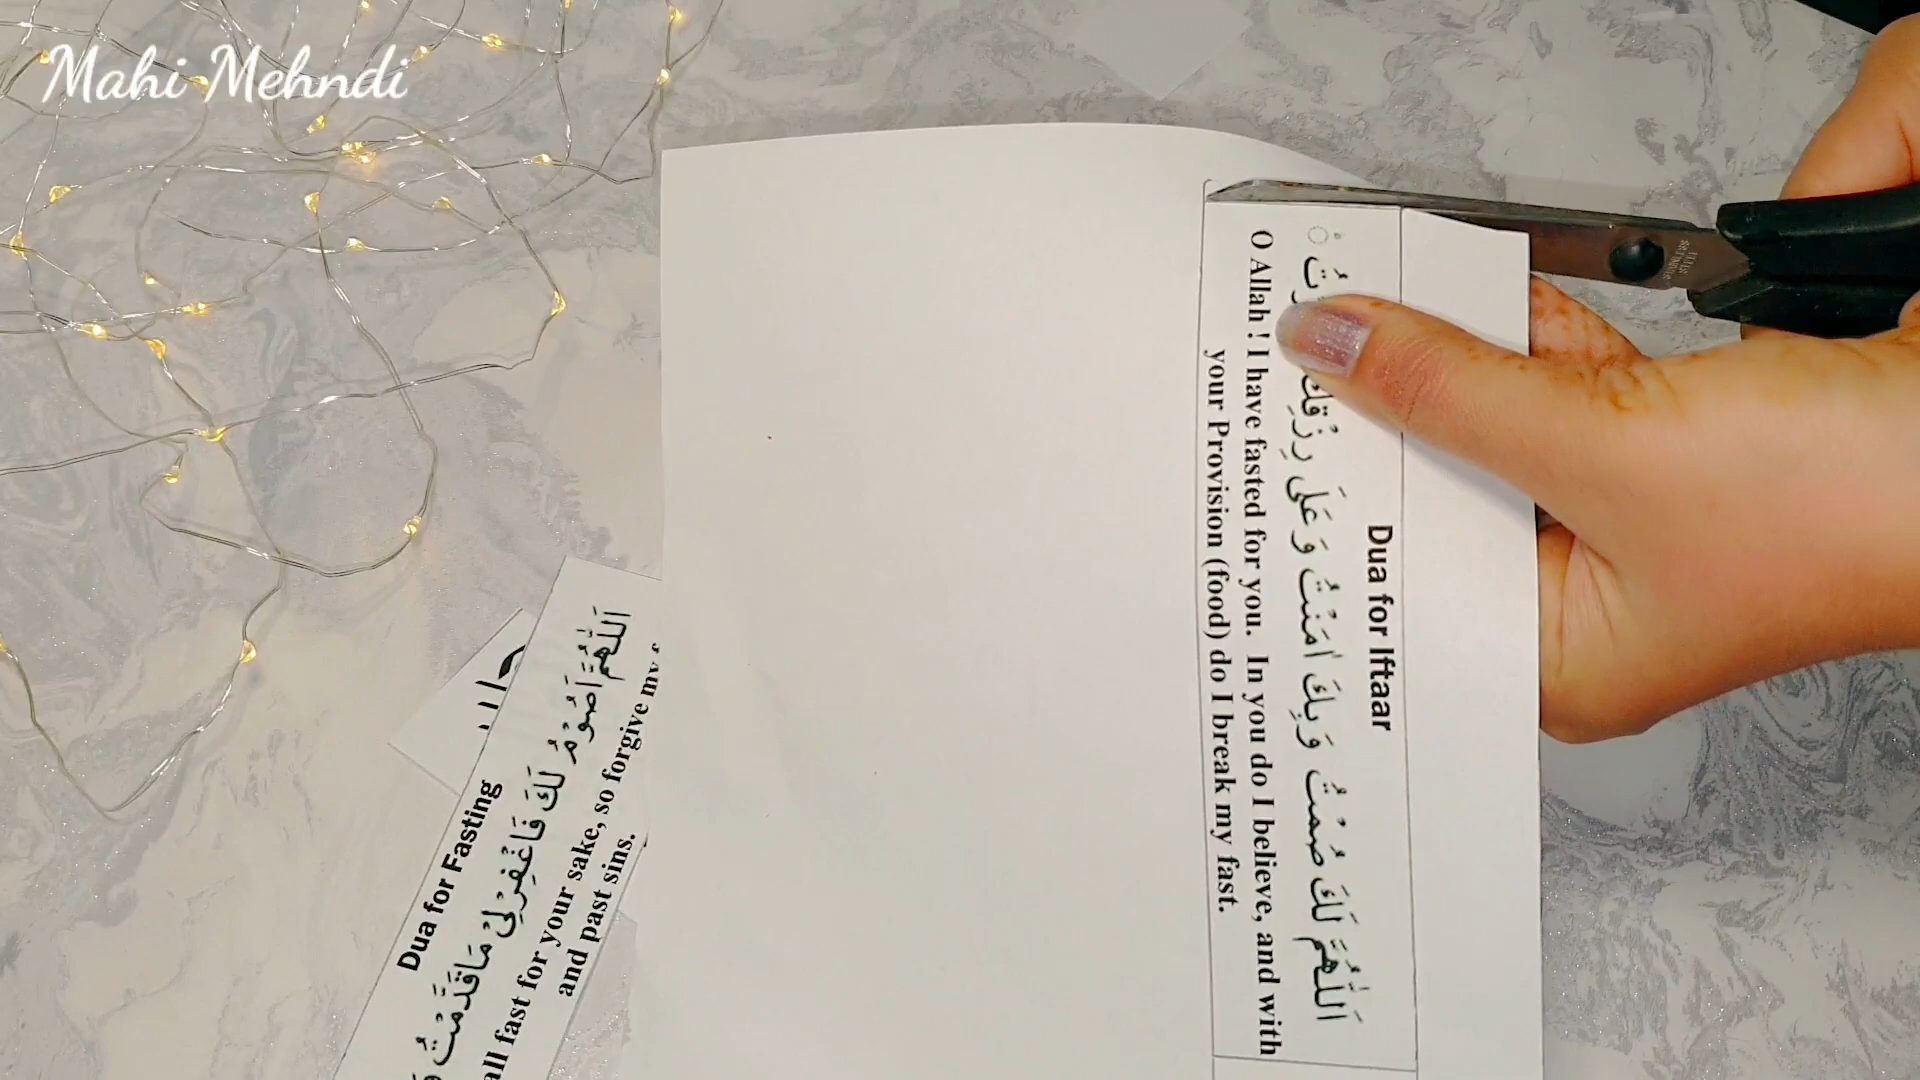 Mahi Mehndi
Dua for Iftaar
اَللّٰهُمَّ لَكَ صُمْتُ وَبِكَ اٰمَنْتُ وَعَلَى رِزْقِكَ
O Allah ! I have fasted for you. In you do I believe, and with
your Provision (food) do I break my fast.
Dua for Fasting
اَللّٰهُمَّ اَصُوْمُ لَكَ فَاغْفِرْلِيْ مَا قَدَّمْتُ
all fast for your sake, so forgive my
and past sins.